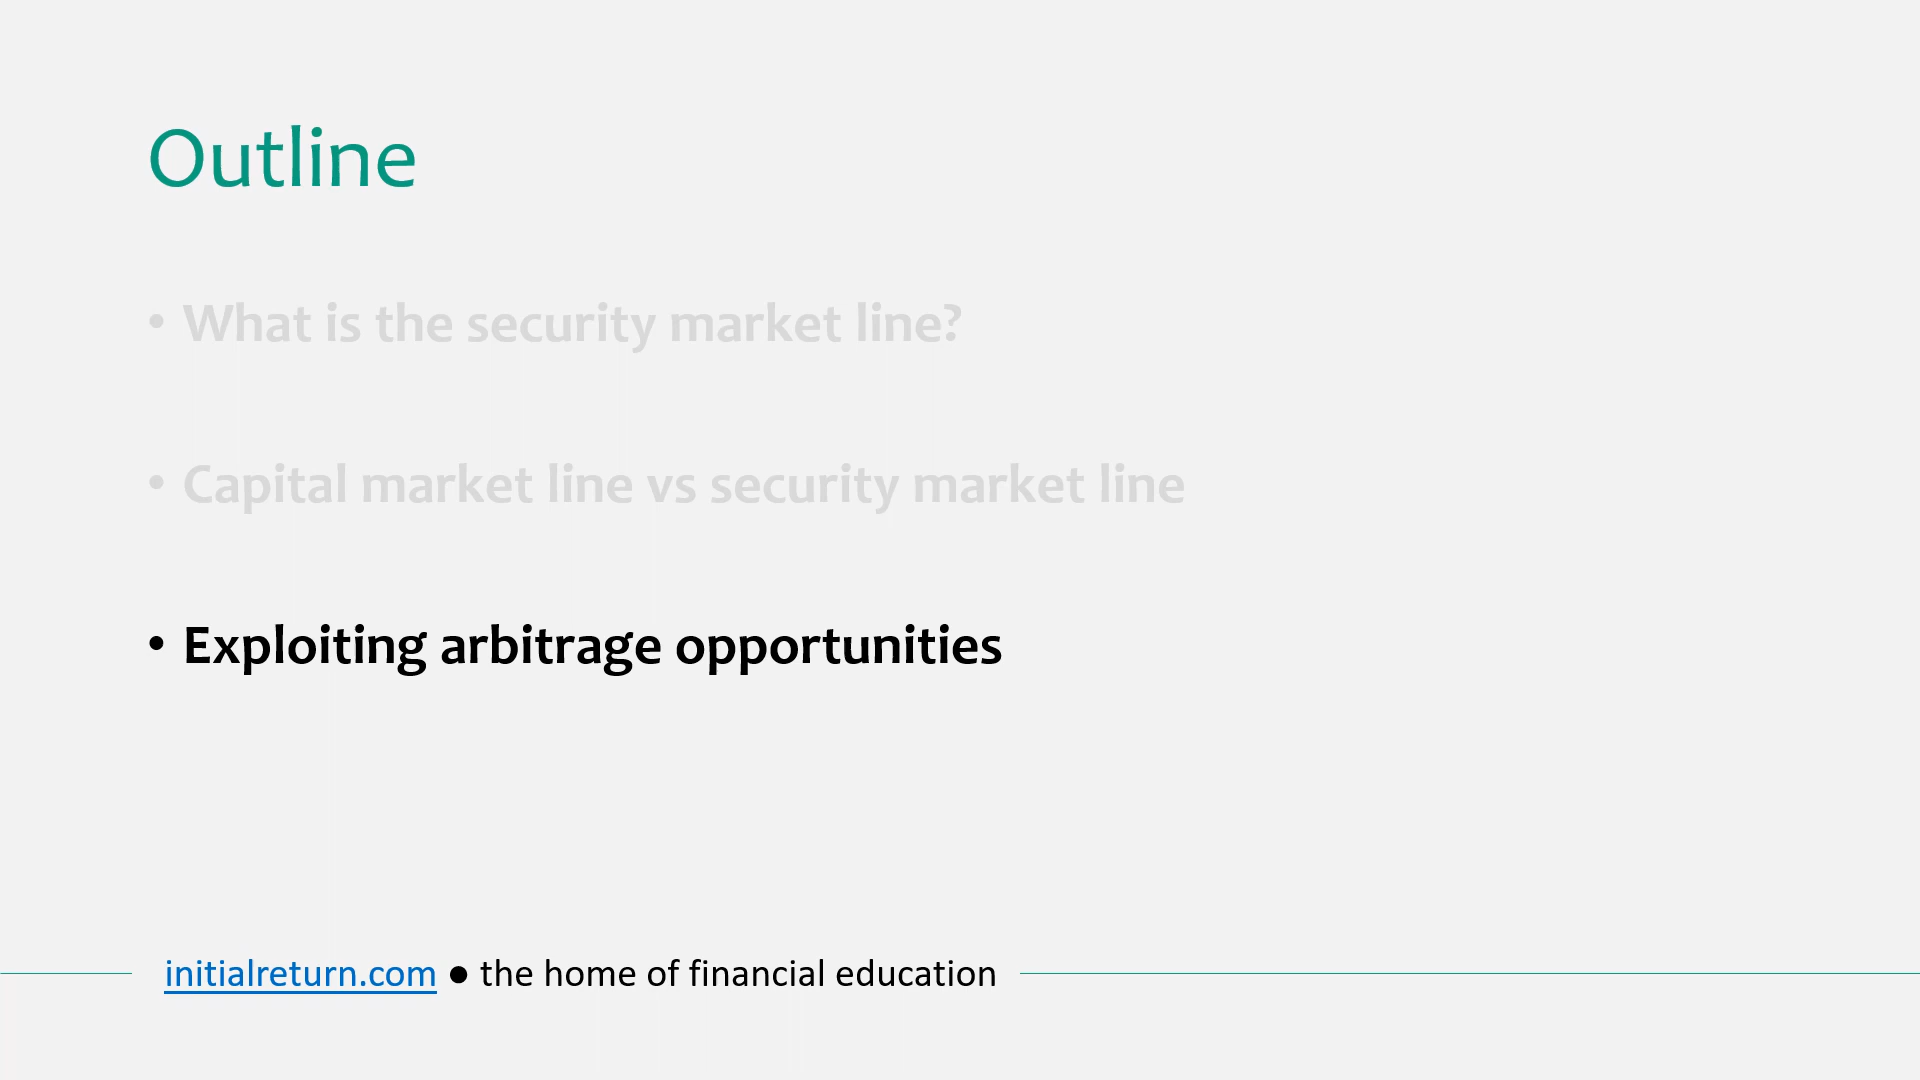 Outline
• What is the security market line?
• Capital market line vs security market line
• Exploiting arbitrage opportunities
initialreturn.com ● the home of financial education